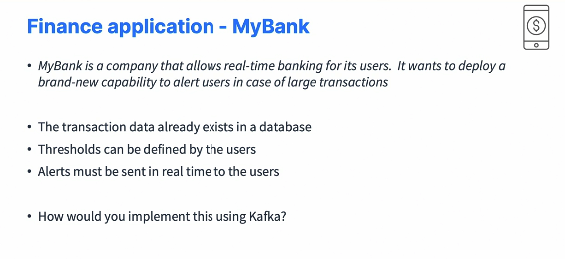 Finance application - MyBank
$
• MyBank is a company that allows real-time banking for its users.  It wants to deploy a
brand-new capability to alert users in case of large transactions
• The transaction data already exists in a database
• Thresholds can be defined by the users
• Alerts must be sent in real time to the users
• How would you implement this using Kafka?